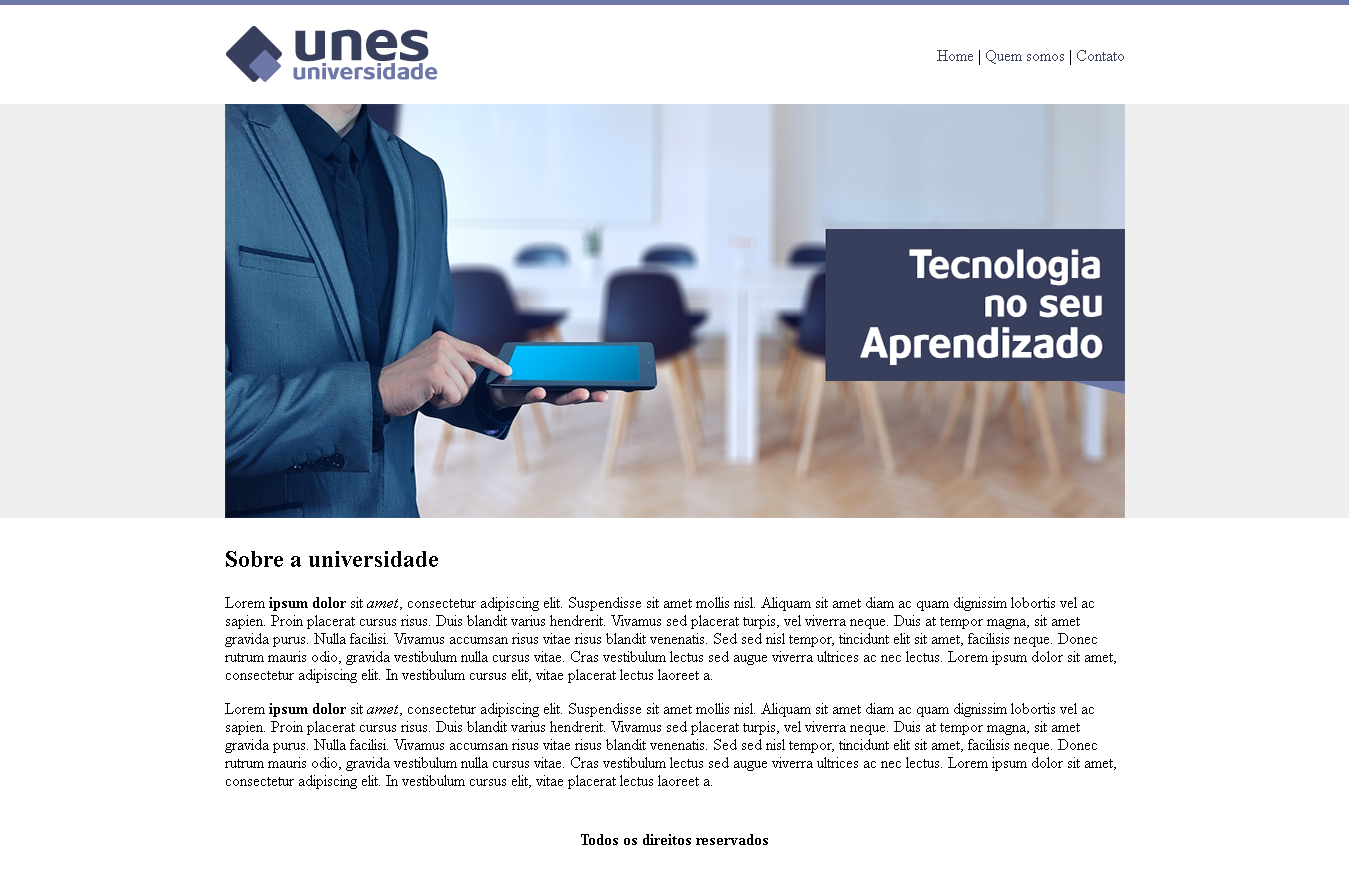 unes
universidade
Home | Quem somos | Contato
Tecnologia
no seu
Aprendizado
Sobre a universidade
Lorem ipsum dolor sit amet, consectetur adipiscing elit. Suspendisse sit amet mollis nisl. Aliquam sit amet diam ac quam dignissim lobortis vel ac
sapien. Proin placerat cursus risus. Duis blandit varius hendrerit. Vivamus sed placerat turpis, vel viverra neque. Duis at tempor magna, sit amet
gravida purus. Nulla facilisi. Vivamus accumsan risus vitae risus blandit venenatis. Sed sed nisl tempor, tincidunt elit sit amet, facilisis neque. Donec
rutrum mauris odio, gravida vestibulum nulla cursus vitae. Cras vestibulum lectus sed augue viverra ultrices ac nec lectus. Lorem ipsum dolor sit amet,
consectetur adipiscing elit. In vestibulum cursus elit, vitae placerat lectus laoreet a.
Lorem ipsum dolor sit amet, consectetur adipiscing elit. Suspendisse sit amet mollis nisl. Aliquam sit amet diam ac quam dignissim lobortis vel ac
sapien. Proin placerat cursus risus. Duis blandit varius hendrerit. Vivamus sed placerat turpis, vel viverra neque. Duis at tempor magna, sit amet
gravida purus. Nulla facilisi. Vivamus accumsan risus vitae risus blandit venenatis. Sed sed nisl tempor, tincidunt elit sit amet, facilisis neque. Donec
rutrum mauris odio, gravida vestibulum nulla cursus vitae. Cras vestibulum lectus sed augue viverra ultrices ac nec lectus. Lorem ipsum dolor sit amet,
consectetur adipiscing elit. In vestibulum cursus elit, vitae placerat lectus laoreet a.
Todos os direitos reservados